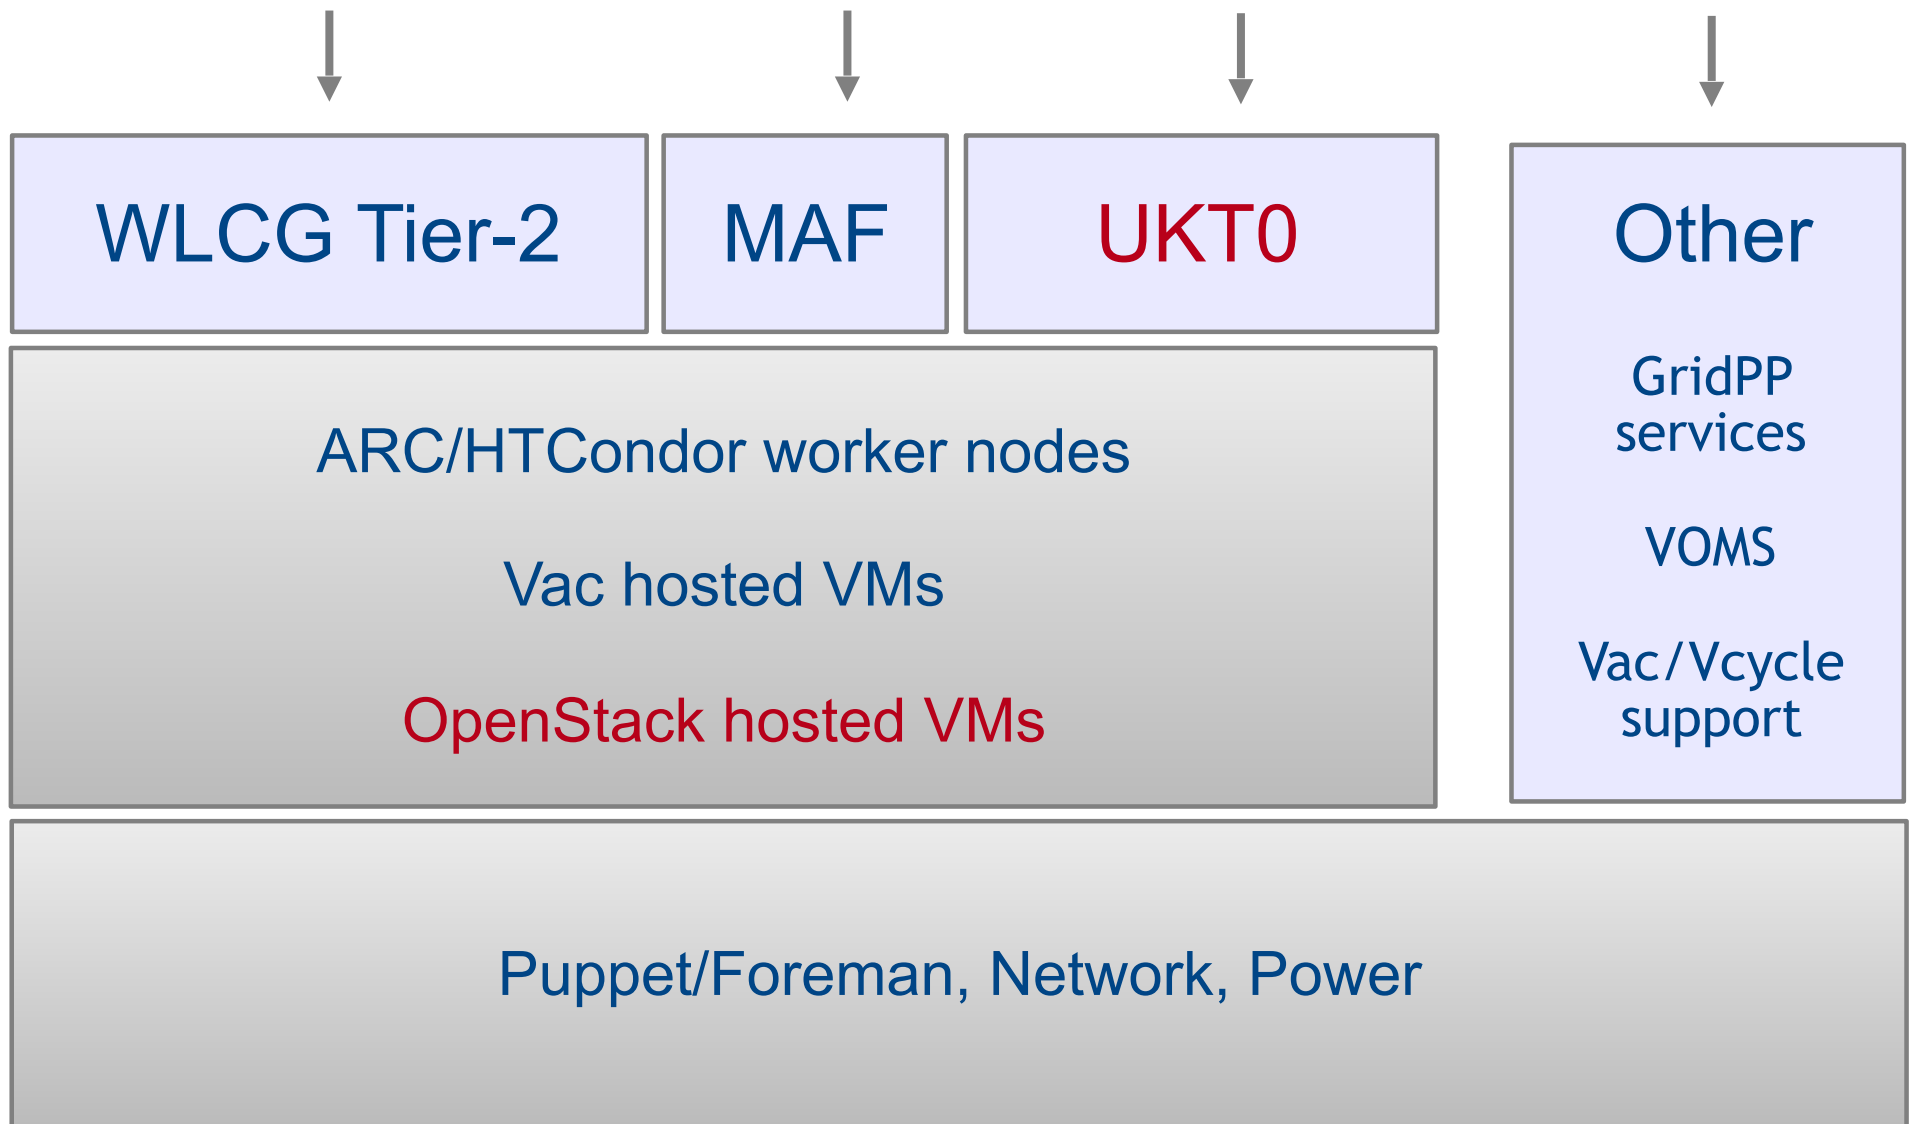 WLCG Tier-2
MAF
UKT0
Other
GridPP
services
VOMS
Vac/Vcycle
support
ARC/HTCondor worker nodes
Vac hosted VMs
OpenStack hosted VMs
Puppet/Foreman, Network, Power